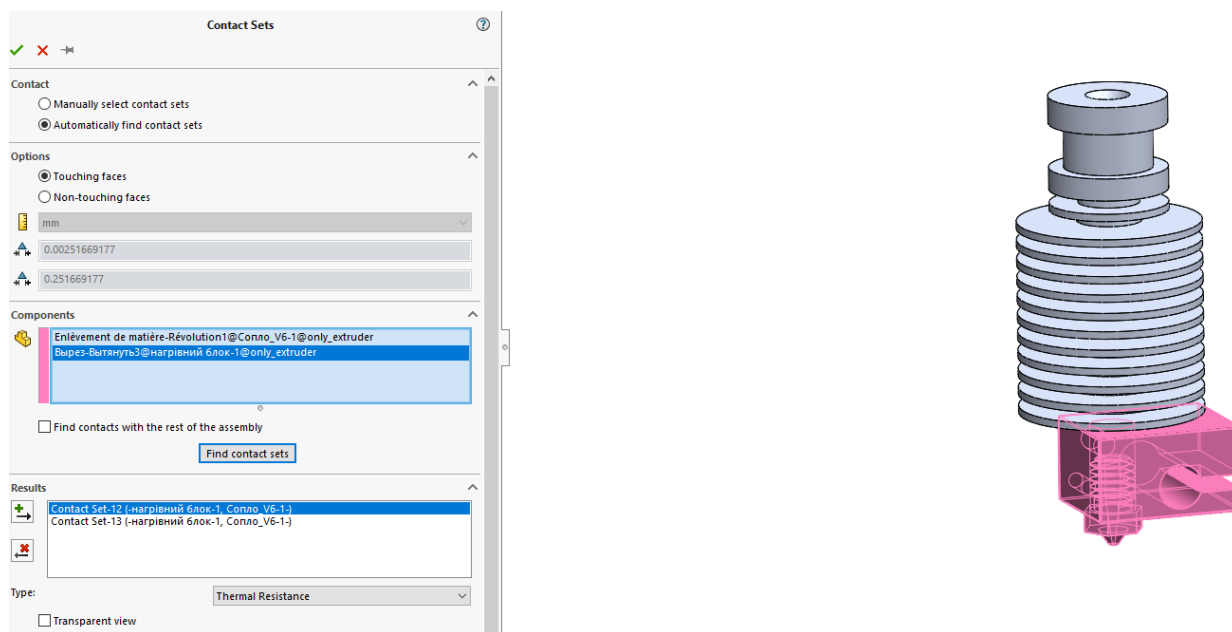 Contact Sets
Contact
Manually select contact sets
Automatically find contact sets
Options
Touching faces
Non-touching faces
mm
0.00251669177
0.251669177
Components
Enlèvement de matière-Révolution1@Сопло_V6-1@only_extruder
Вырез-Вытянуть3@нагрівний блок-1@only_extruder
Find contacts with the rest of the assembly
Find contact sets
Results
Contact Set-12 (-нагрівний блок-1, Сопло_V6-1-)
Contact Set-13 (-нагрівний блок-1, Сопло_V6-1-)
Type:
Thermal Resistance
Transparent view